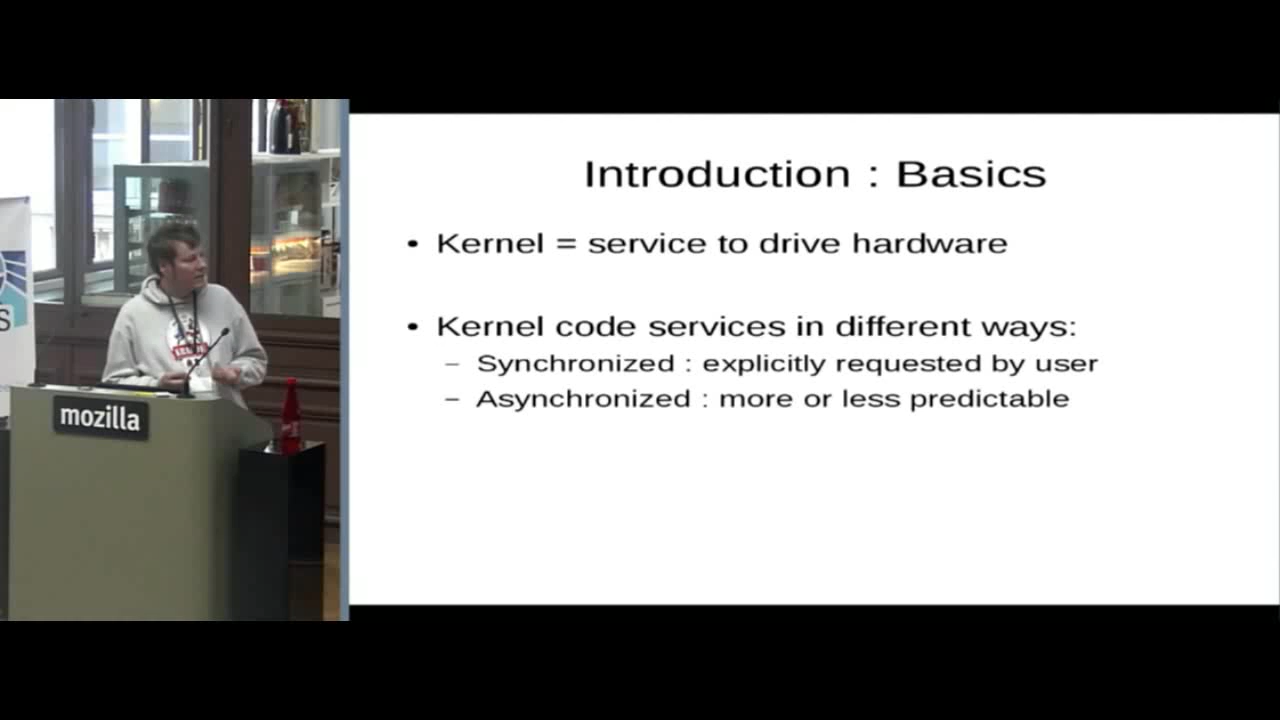 Introduction : Basics
• Kernel = service to drive hardware
• Kernel code services in different ways:
– Synchronized : explicitly requested by user
– Asynchronized : more or less predictable
mozilla
S